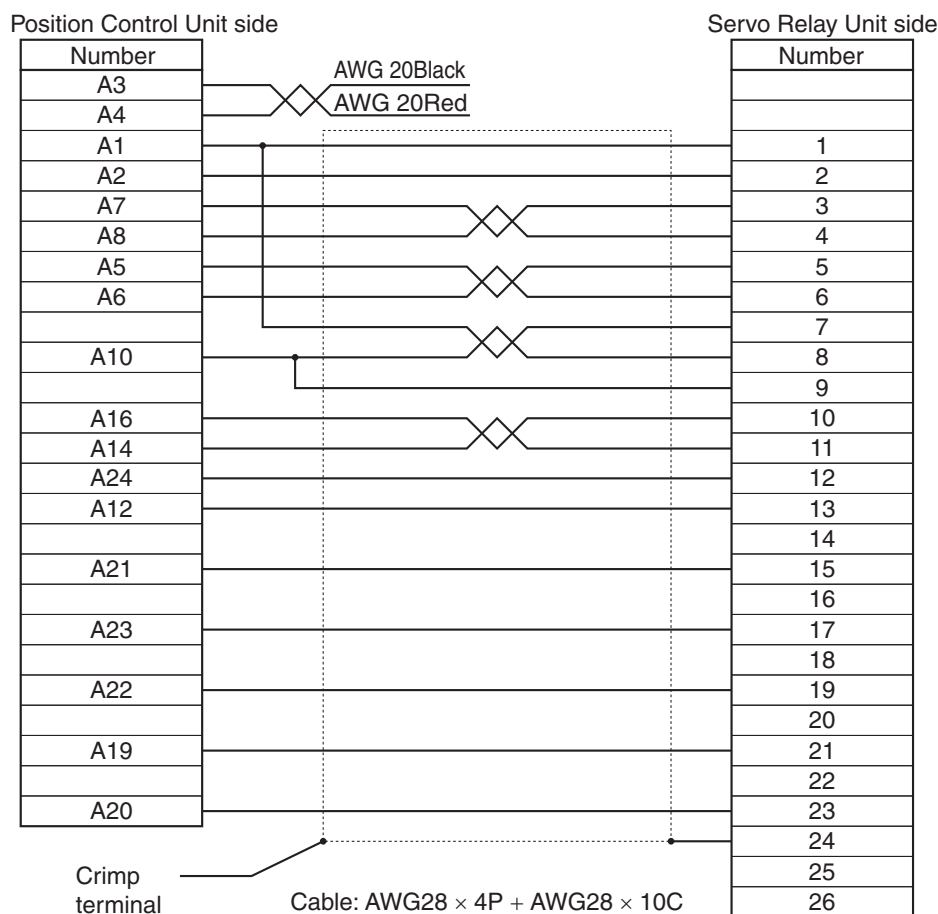 Position Control Unit side
Servo Relay Unit side
Number
Number
A3
AWG 20Black
A4
AWG 20Red
A1
1
A2
2
A7
3
A8
4
A5
5
A6
6
7
A10
8
9
A16
10
A14
11
A24
12
A12
13
14
A21
15
16
A23
17
18
A22
19
20
A19
21
22
A20
23
24
Crimp
terminal
25
Cable: AWG28 × 4P + AWG28 × 10C
26